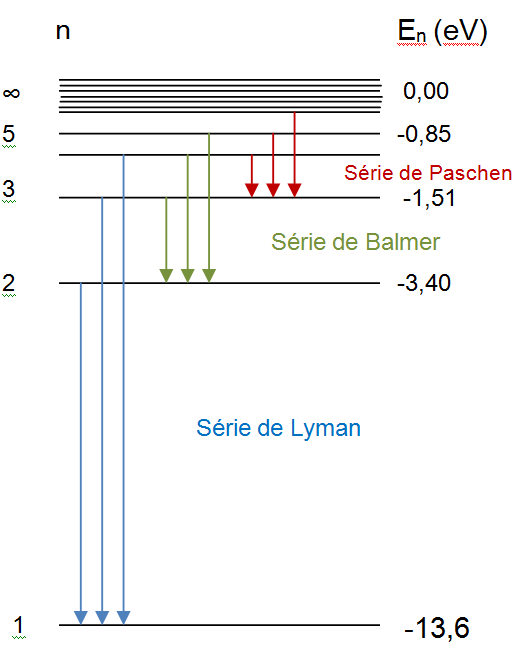 n Eₙ (eV)
∞ 0,00
5 -0,85
Série de Paschen
3 -1,51
Série de Balmer
2 -3,40
Série de Lyman
1 -13,6